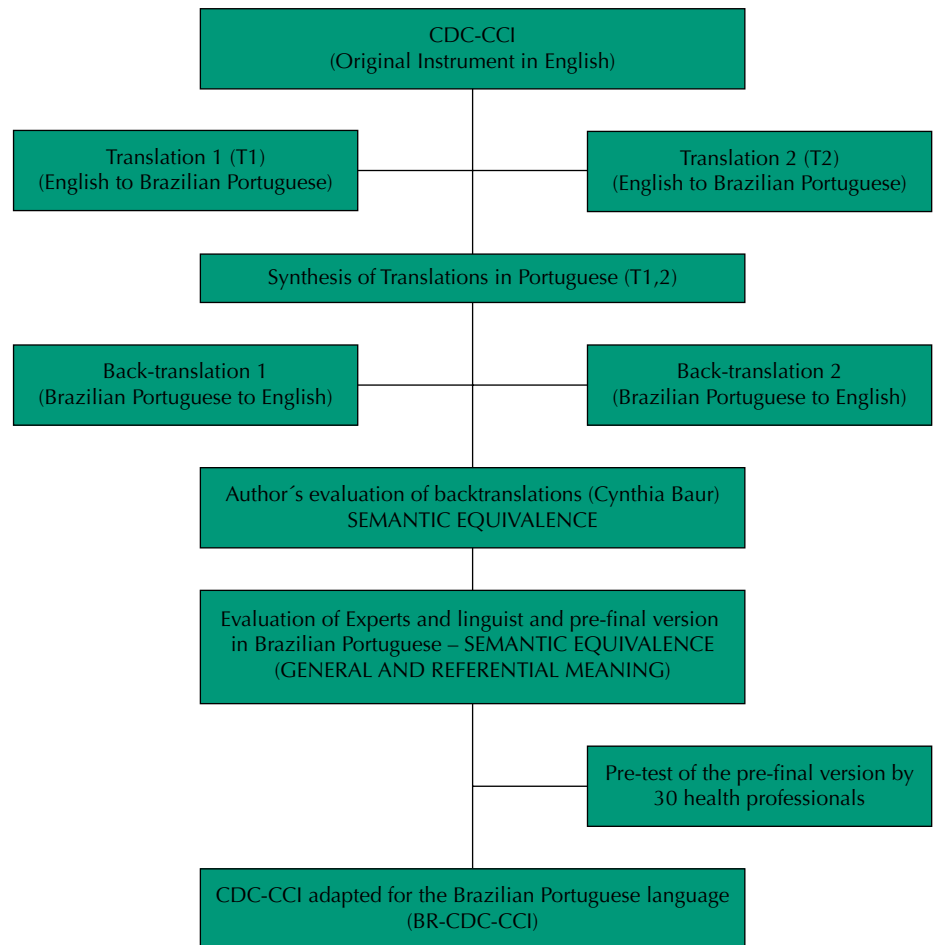 CDC-CCI
(Original Instrument in English)
Translation 1 (T1)
(English to Brazilian Portuguese)
Translation 2 (T2)
(English to Brazilian Portuguese)
Synthesis of Translations in Portuguese (T1,2)
Back-translation 1
(Brazilian Portuguese to English)
Back-translation 2
(Brazilian Portuguese to English)
Author´s evaluation of backtranslations (Cynthia Baur)
SEMANTIC EQUIVALENCE
Evaluation of Experts and linguist and pre-final version
in Brazilian Portuguese – SEMANTIC EQUIVALENCE
(GENERAL AND REFERENTIAL MEANING)
Pre-test of the pre-final version by
30 health professionals
CDC-CCI adapted for the Brazilian Portuguese language
(BR-CDC-CCI)